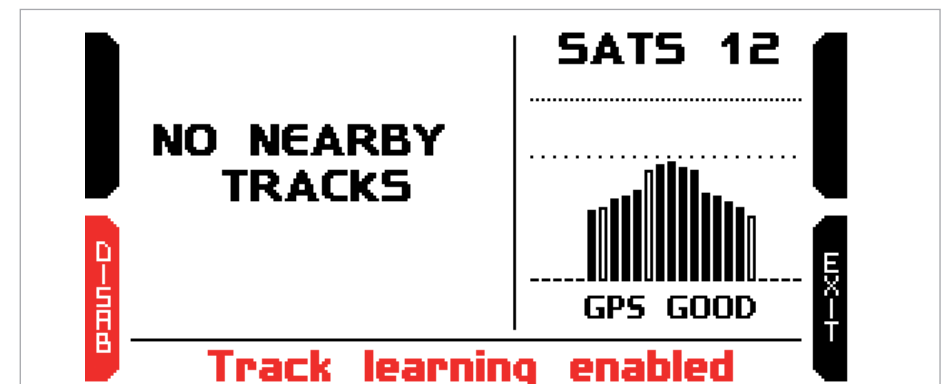 SATS 12
NO NEARBY
TRACKS
GPS GOOD
DISAB
EXIT
Track learning enabled